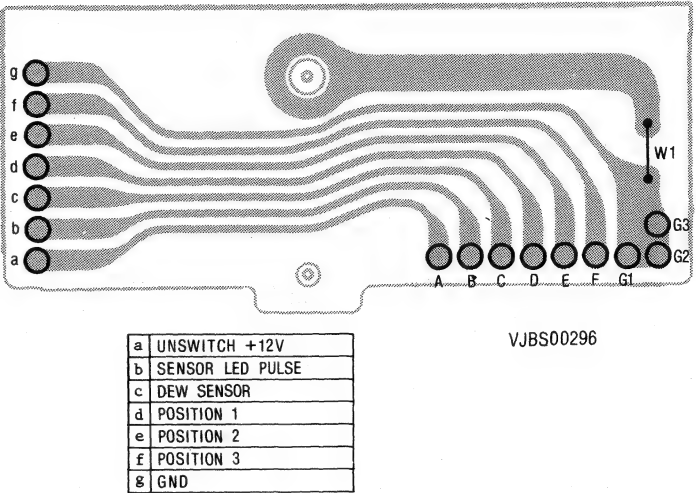 g
f
e
d
c
b
a
W1
G3
G2
A B C D E F G1
VJBS00296
a UNSWITCH +12V
b SENSOR LED PULSE
c DEW SENSOR
d POSITION 1
e POSITION 2
f POSITION 3
g GND